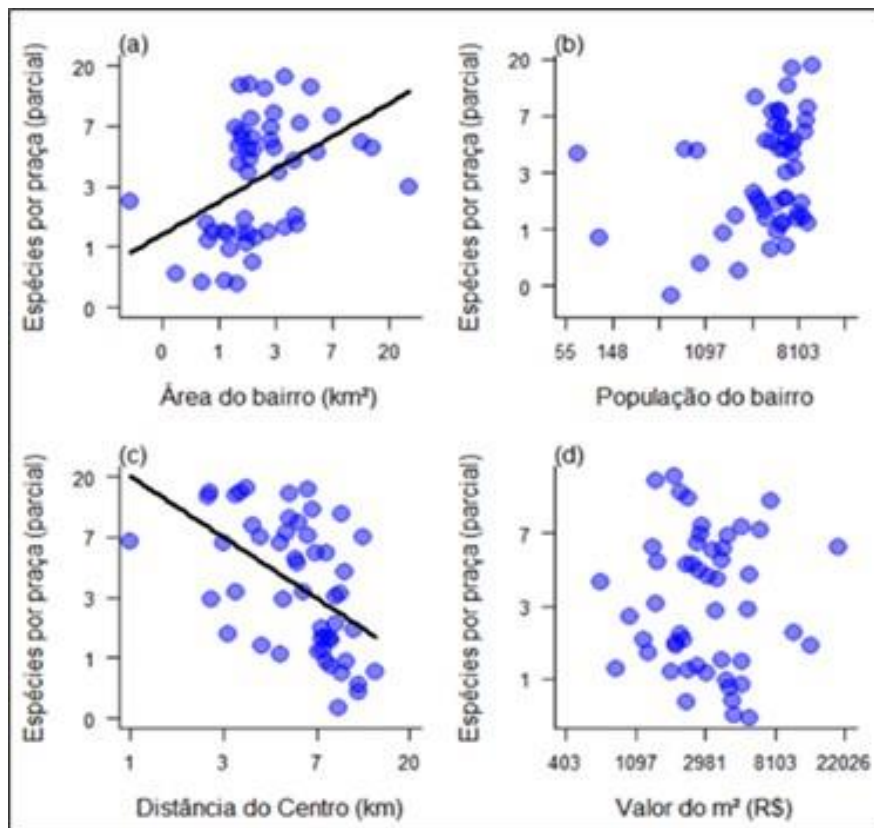 (a)
Espécies por praça (parcial)
20
7
3
1
0
0 1 3 7 20
Área do bairro (km²)
(b)
Espécies por praça (parcial)
20
7
3
1
0
55 148 1097 8103
População do bairro
(c)
Espécies por praça (parcial)
20
7
3
1
0
1 3 7 20
Distância do Centro (km)
(d)
Espécies por praça (parcial)
7
3
1
403 1097 2981 8103 22026
Valor do m² (R$)